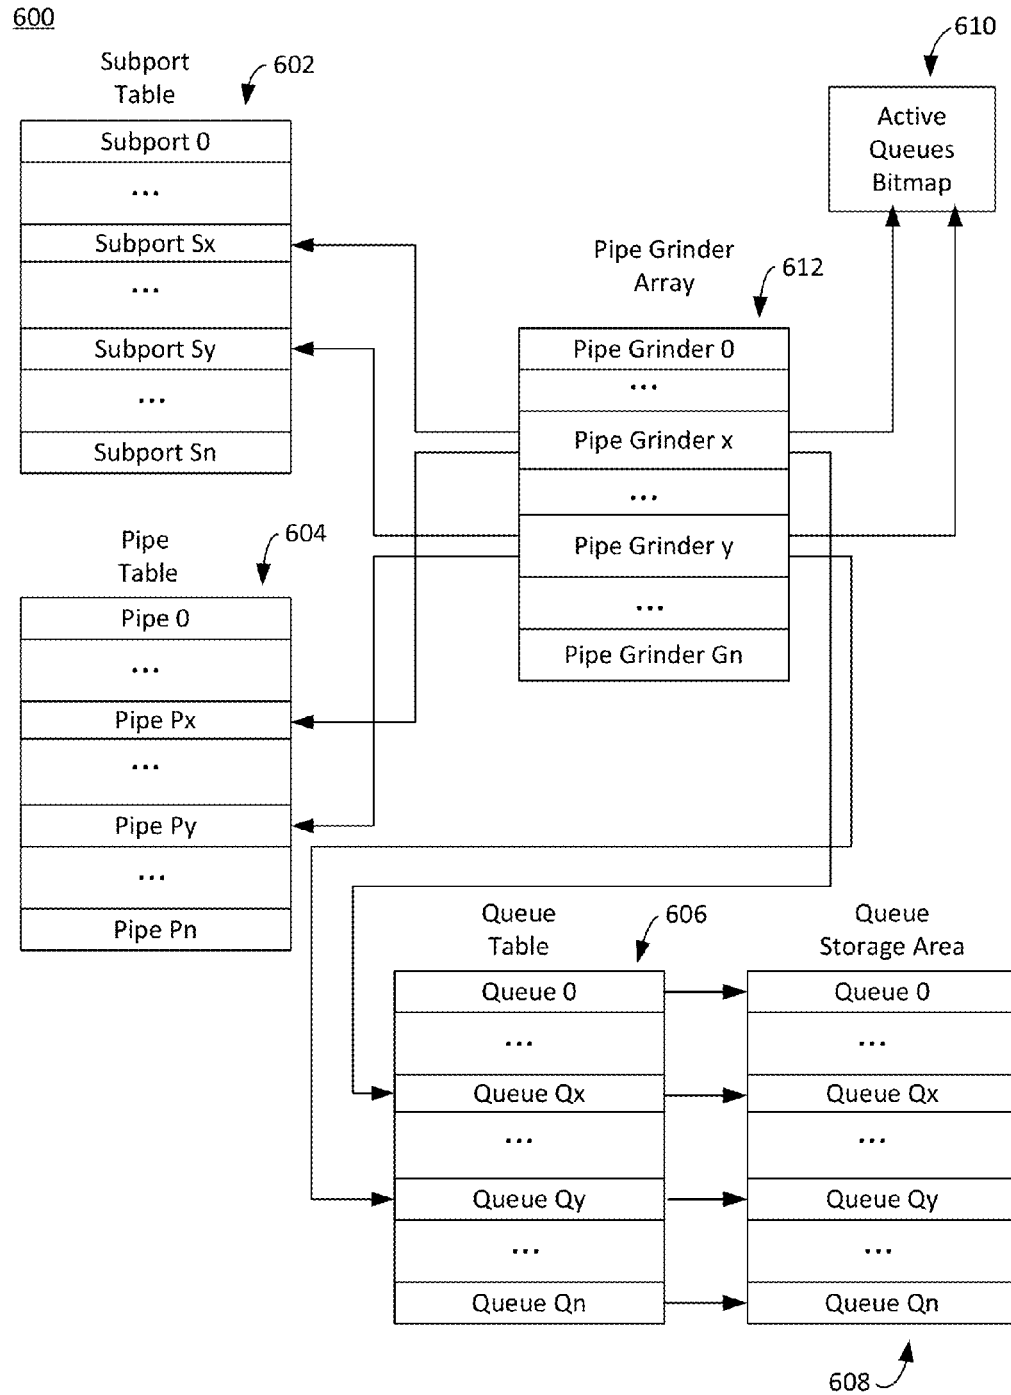 600
Subport
Table
602
Subport 0
...
Subport Sx
...
Subport Sy
...
Subport Sn
610
Active
Queues
Bitmap
Pipe Grinder
Array
612
Pipe Grinder 0
...
Pipe Grinder x
...
Pipe Grinder y
...
Pipe Grinder Gn
Pipe
Table
604
Pipe 0
...
Pipe Px
...
Pipe Py
...
Pipe Pn
Queue
Table
606
Queue 0
...
Queue Qx
...
Queue Qy
...
Queue Qn
Queue
Storage Area
Queue 0
...
Queue Qx
...
Queue Qy
...
Queue Qn
608